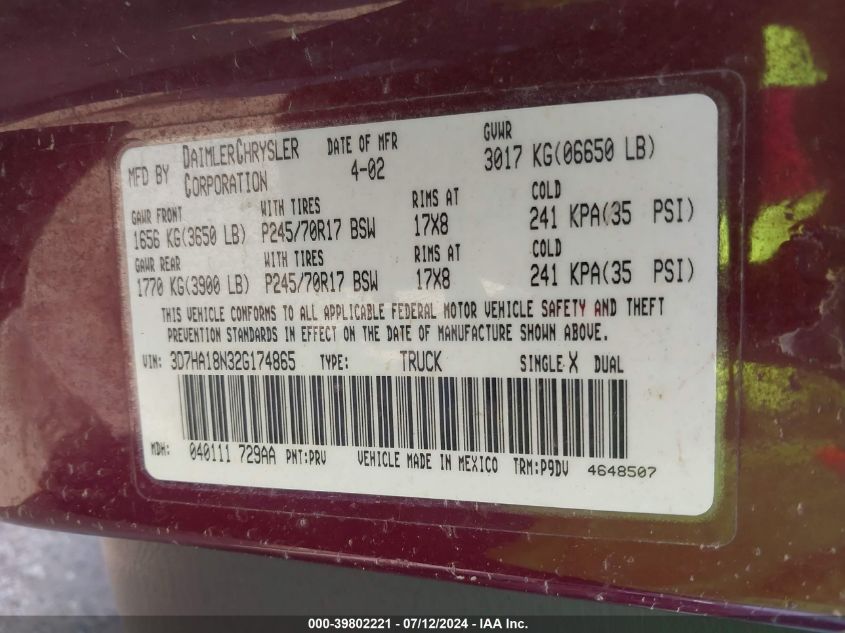 MFD BY DAIMLERCHRYSLER CORPORATION DATE OF MFR 4-02 GVWR 3017 KG(06650 LB)
GAWR FRONT WITH TIRES RIMS AT COLD
1656 KG(3650 LB) P245/70R17 BSW 17X8 241 KPA(35 PSI)
GAWR REAR WITH TIRES RIMS AT COLD
1770 KG(3900 LB) P245/70R17 BSW 17X8 241 KPA(35 PSI)
THIS VEHICLE CONFORMS TO ALL APPLICABLE FEDERAL MOTOR VEHICLE SAFETY AND THEFT
PREVENTION STANDARDS IN EFFECT ON THE DATE OF MANUFACTURE SHOWN ABOVE.
VIN: 3D7HA18N32G174865 TYPE: TRUCK SINGLE X DUAL
MDH: 040111 729AA PNT:PRV VEHICLE MADE IN MEXICO TRM:P9DV 4648507
000-39802221 - 07/12/2024 - IAA Inc.